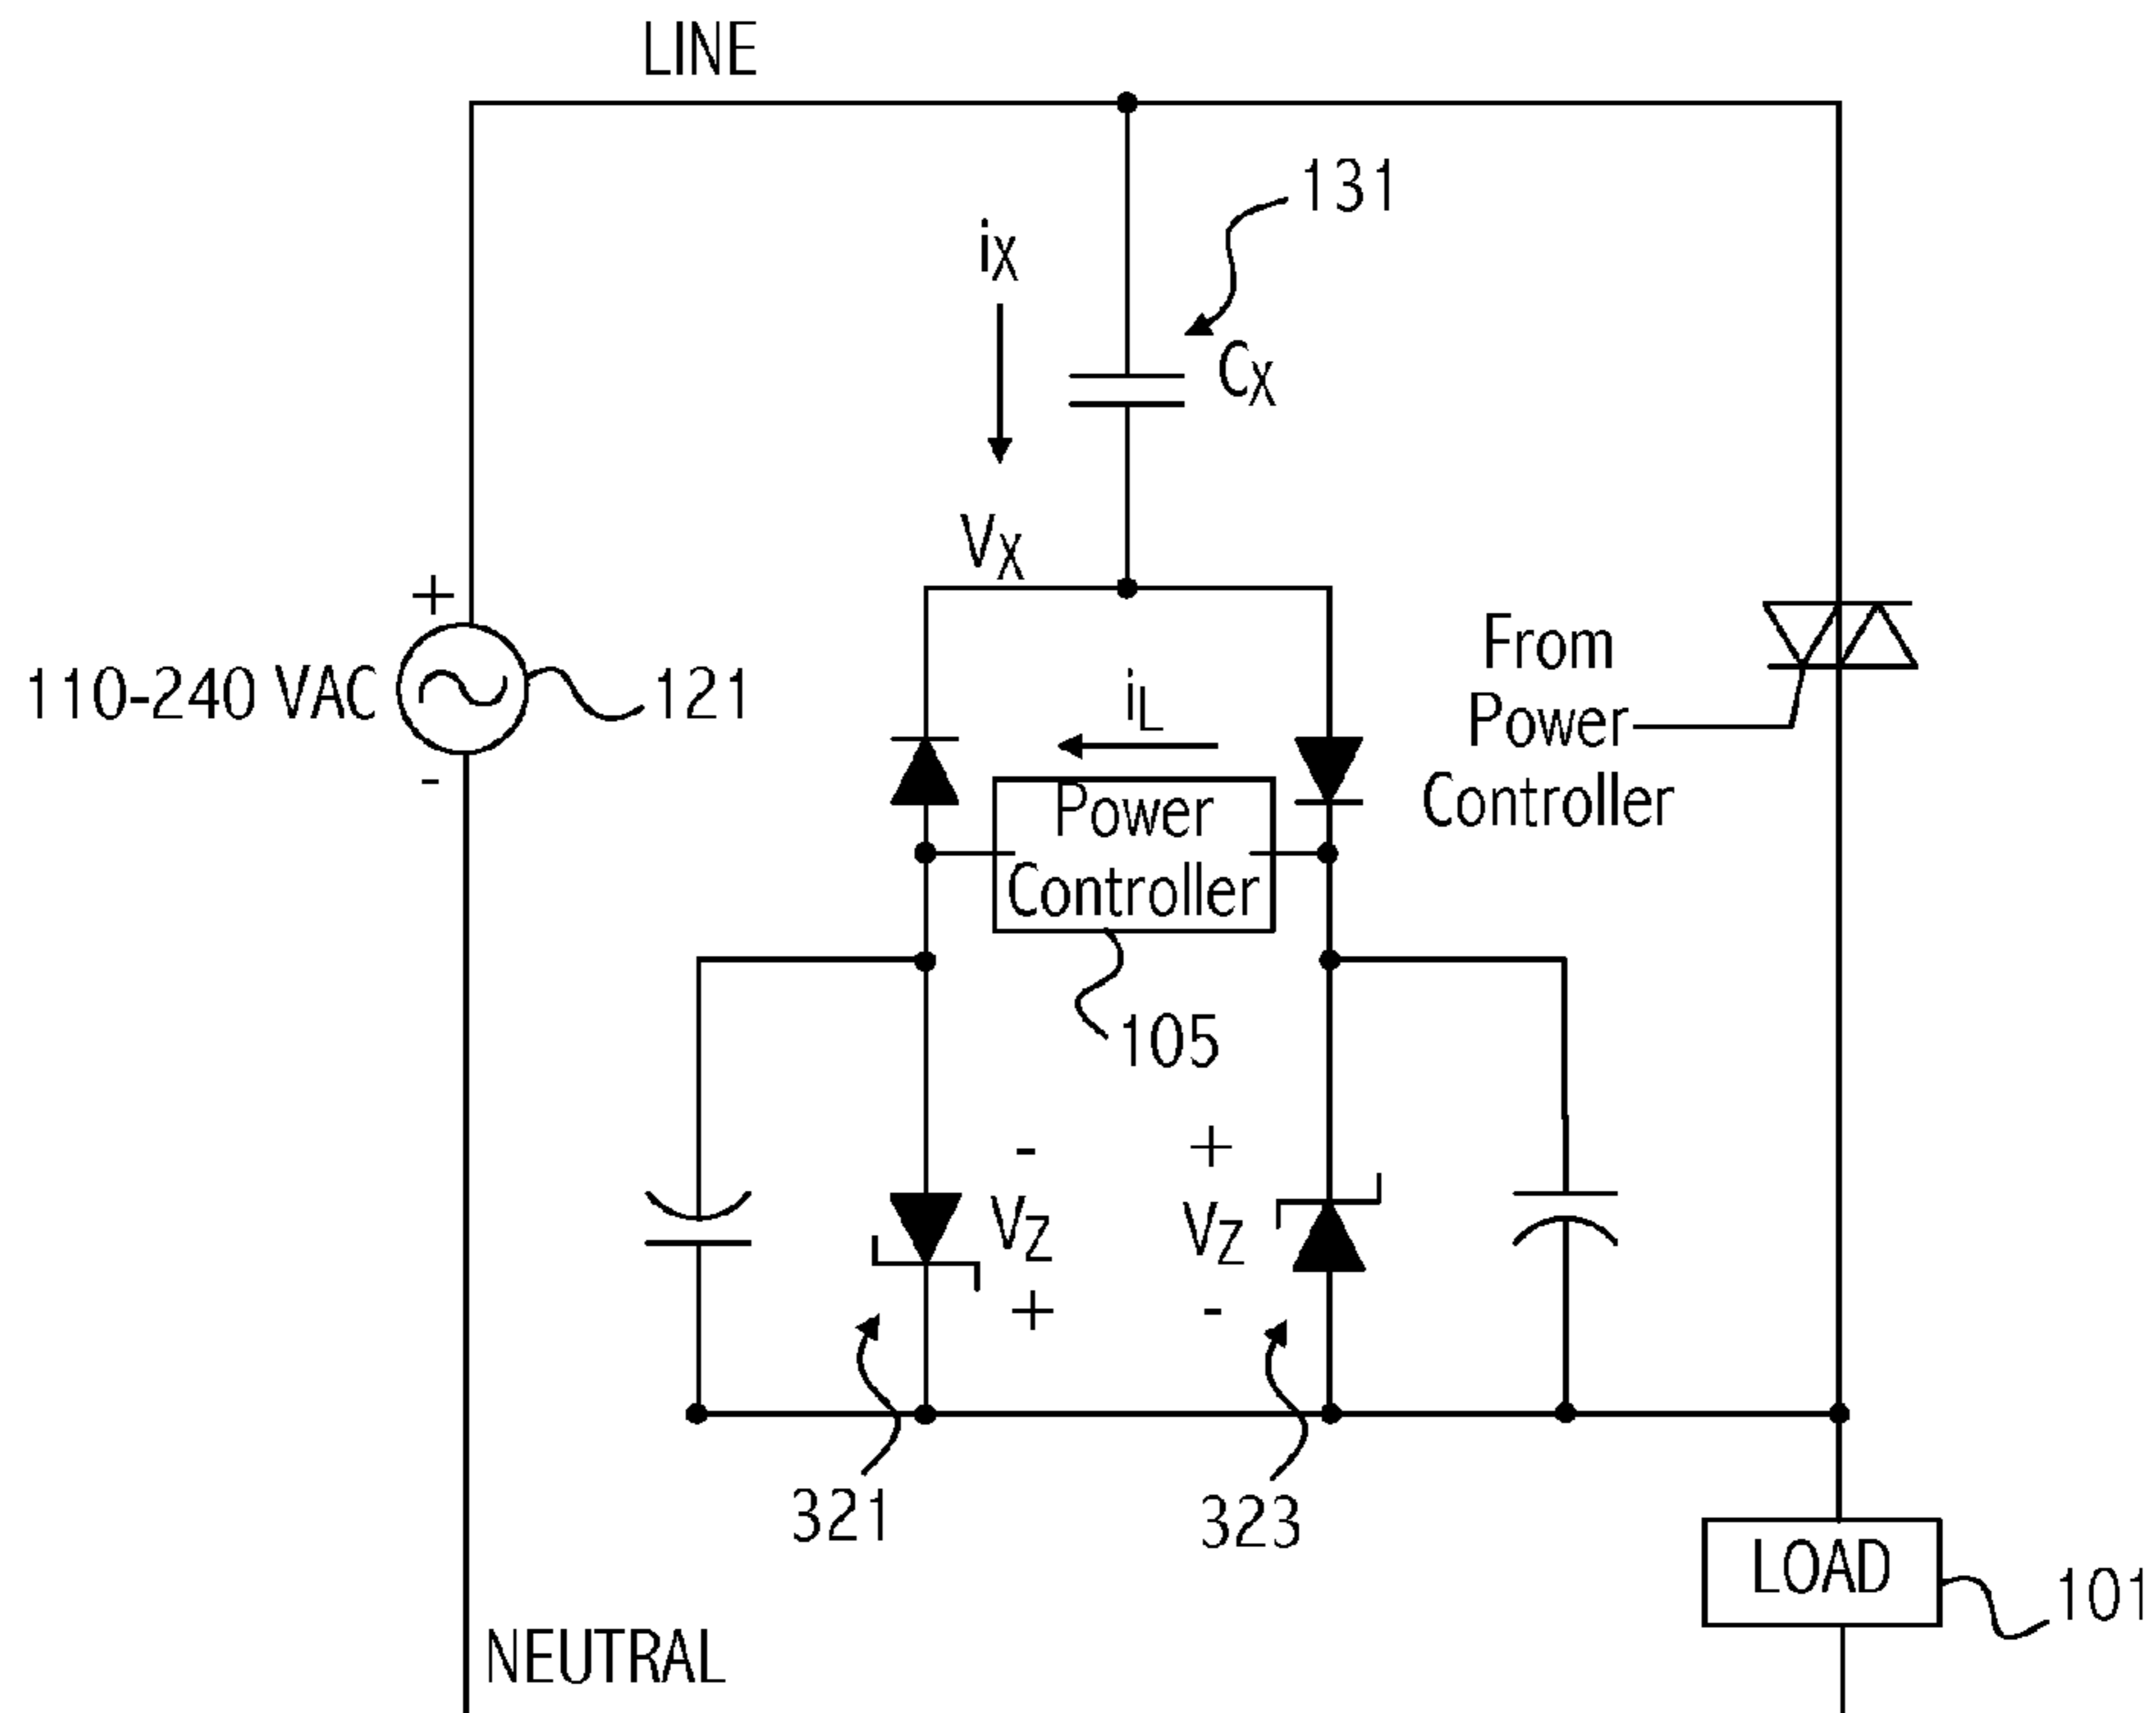 LINE
131
iX
CX
VX
+
110-240 VAC
121
-
From
Power
Controller
iL
Power
Controller
105
-
VZ
+
+
VZ
-
321
323
LOAD
101
NEUTRAL